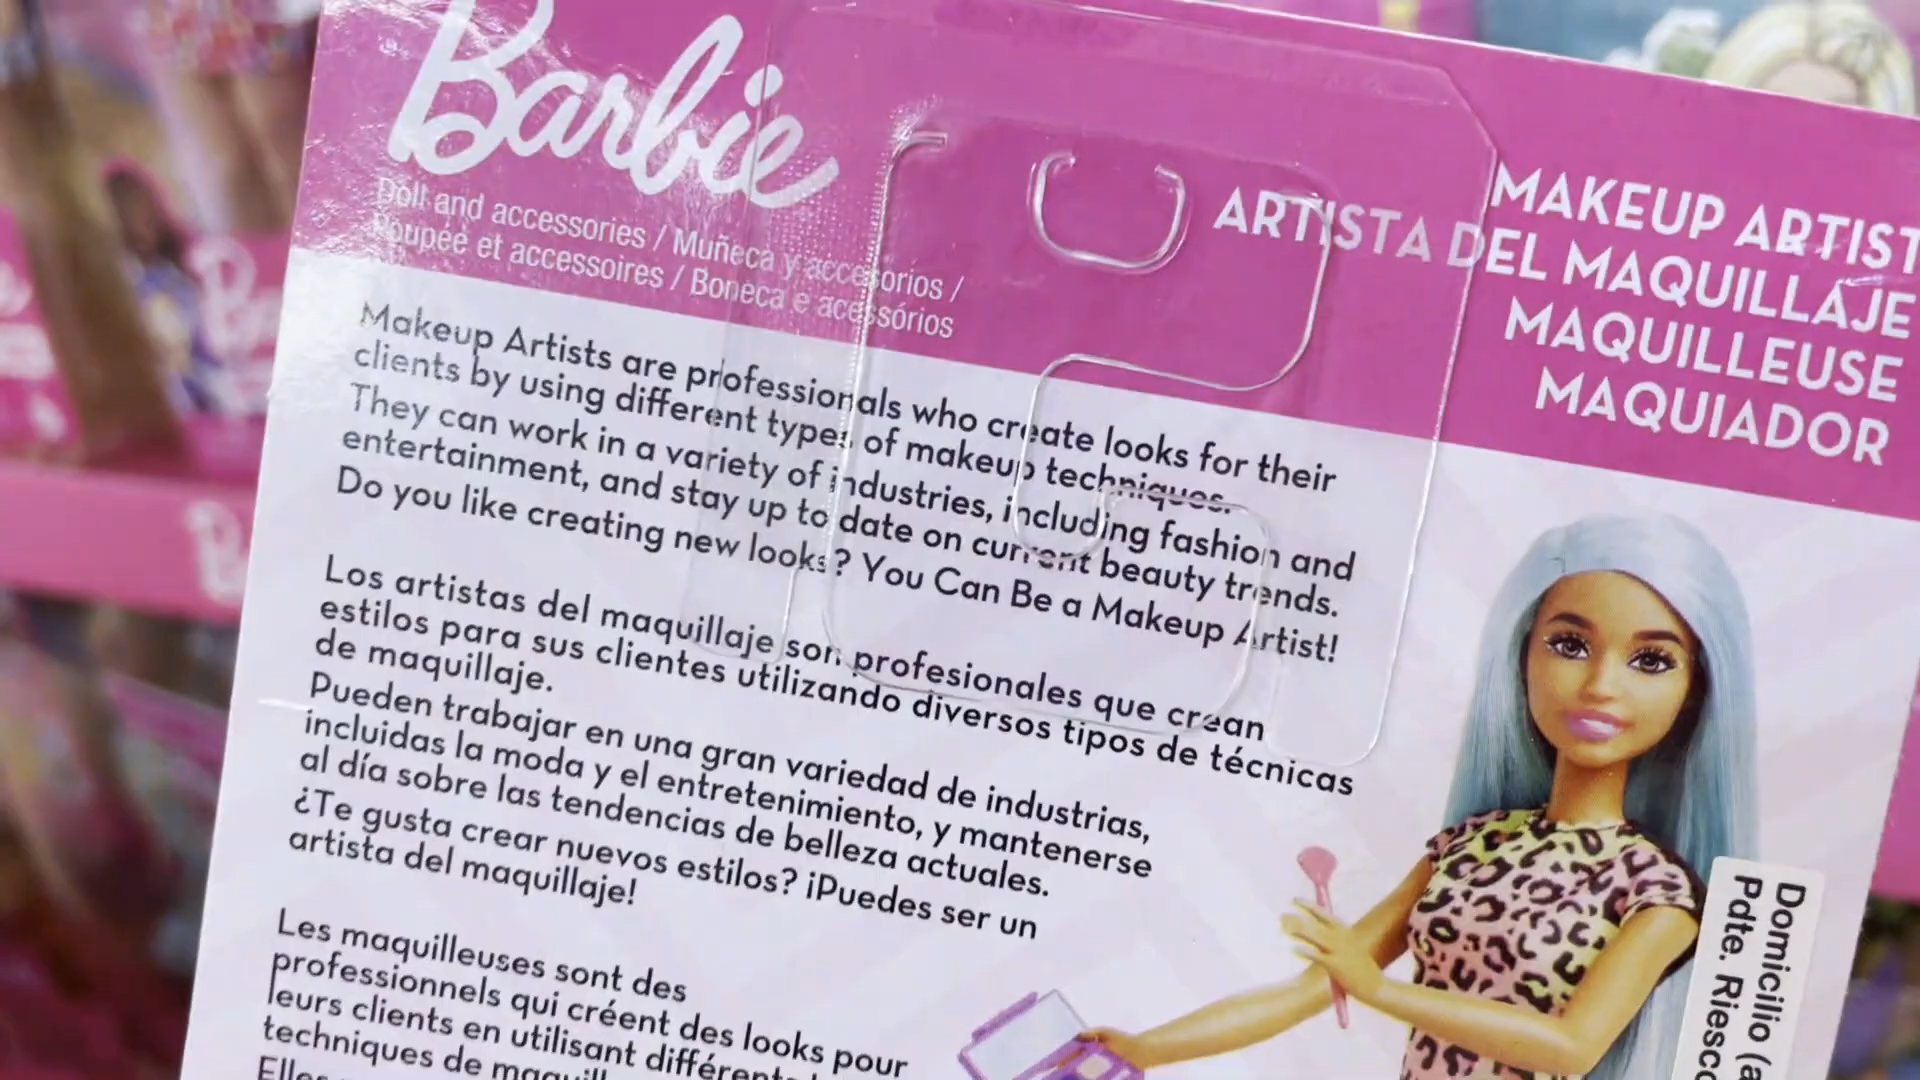 Barbie
Doll and accessories / Muñeca y accesorios /
Poupée et accessoires / Boneca e acessórios
MAKEUP ARTIST
ARTISTA DEL MAQUILLAJE
MAQUILLEUSE
MAQUIADOR
Makeup Artists are professionals who create looks for their
clients by using different types of makeup techniques.
They can work in a variety of industries, including fashion and
entertainment, and stay up to date on current beauty trends.
Do you like creating new looks? You Can Be a Makeup Artist!
Los artistas del maquillaje son profesionales que crean
estilos para sus clientes utilizando diversos tipos de técnicas
de maquillaje.
Pueden trabajar en una gran variedad de industrias,
incluidas la moda y el entretenimiento, y mantenerse
al día sobre las tendencias de belleza actuales.
¿Te gusta crear nuevos estilos? ¡Puedes ser un
artista del maquillaje!
Les maquilleuses sont des
professionnels qui créent des looks pour
leurs clients en utilisant
techniques de
Domicilio
Pdte.